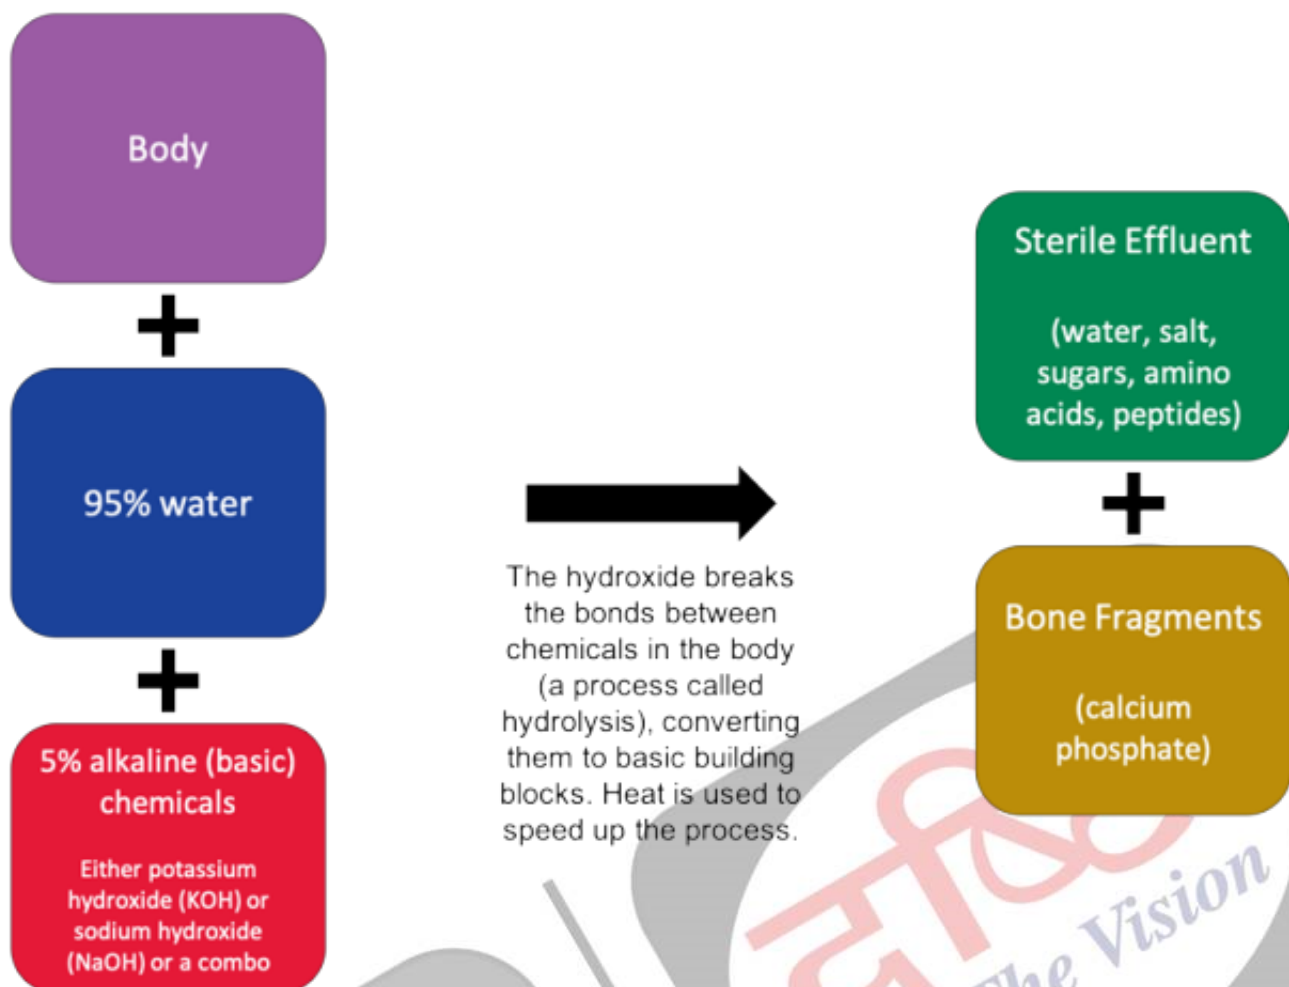 Body
+
95% water
+
5% alkaline (basic)
chemicals
Either potassium
hydroxide (KOH) or
sodium hydroxide
(NaOH) or a combo
The hydroxide breaks
the bonds between
chemicals in the body
(a process called
hydrolysis), converting
them to basic building
blocks. Heat is used to
speed up the process.
Sterile Effluent
(water, salt,
sugars, amino
acids, peptides)
+
Bone Fragments
(calcium
phosphate)
दृष्टि
The Vision